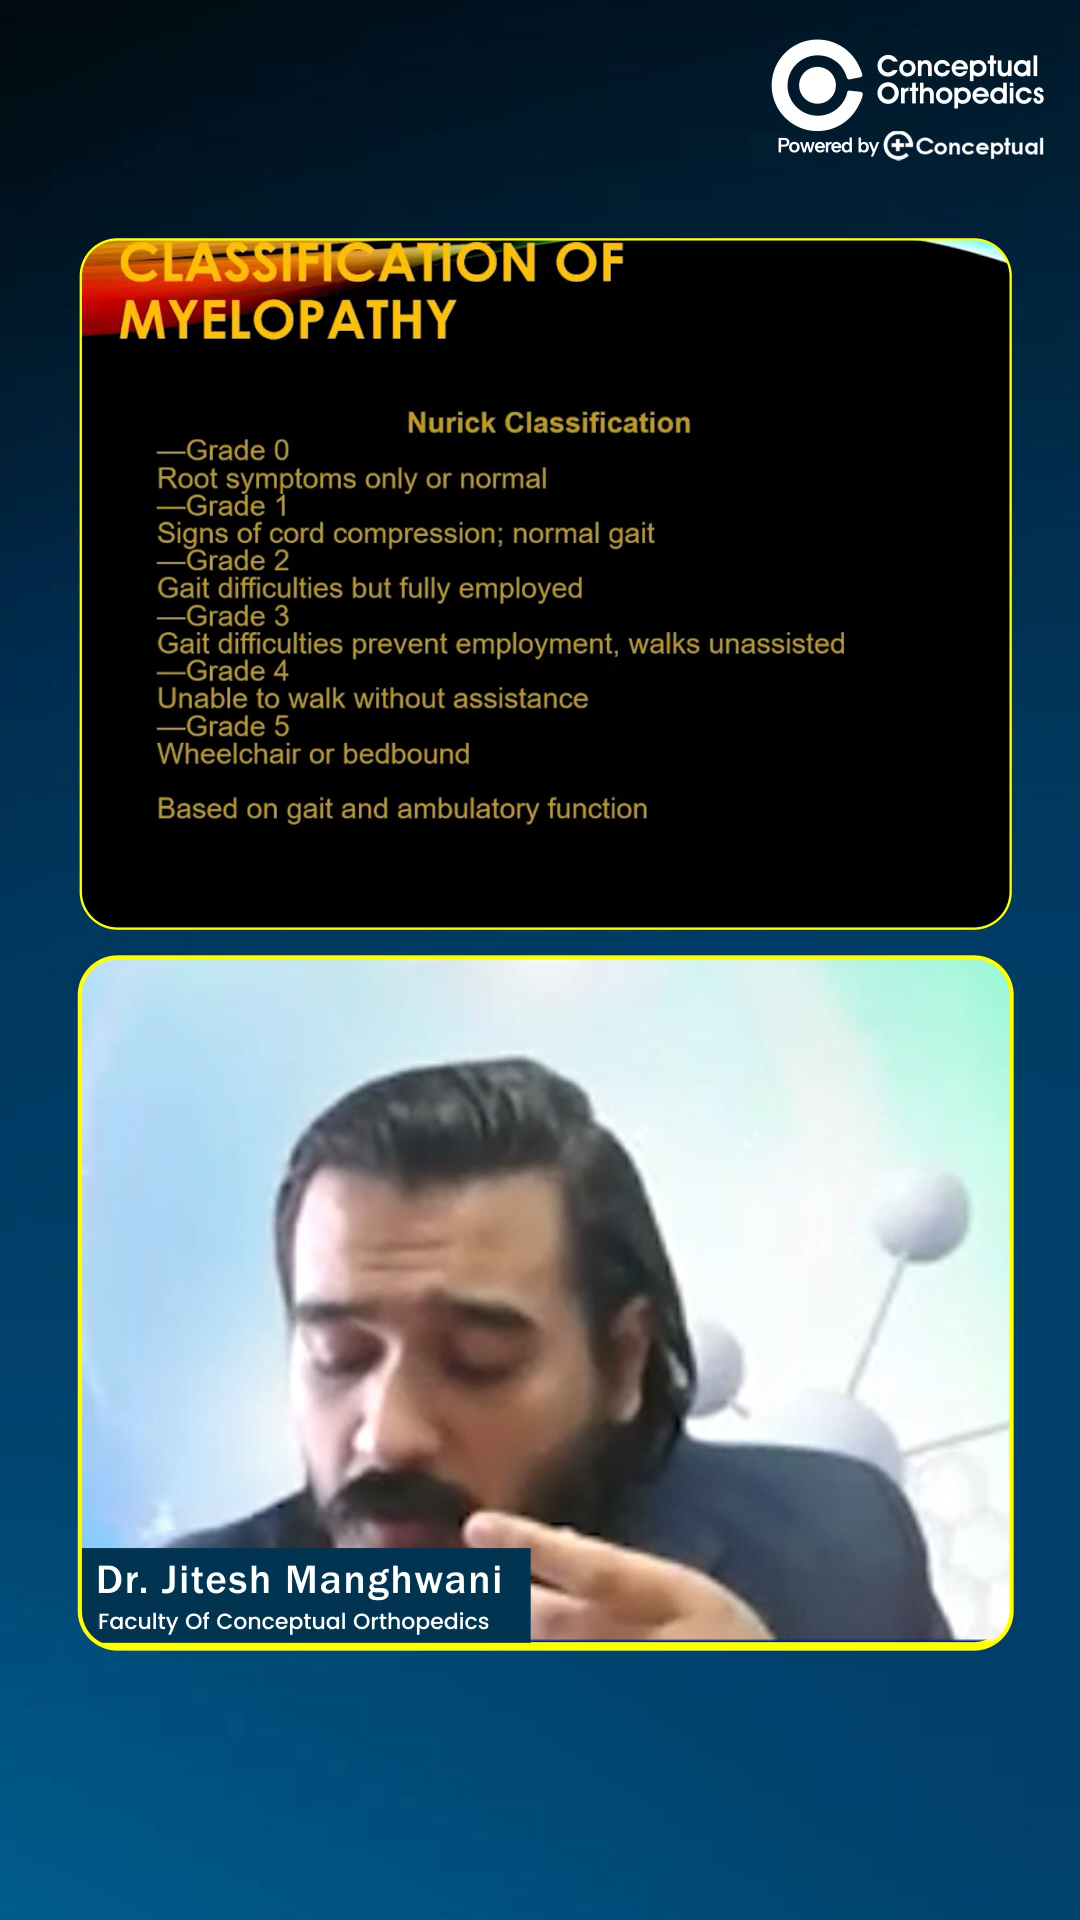 Conceptual
Orthopedics
Powered by Conceptual
CLASSIFICATION OF
MYELOPATHY
Nurick Classification
—Grade 0
Root symptoms only or normal
—Grade 1
Signs of cord compression; normal gait
—Grade 2
Gait difficulties but fully employed
—Grade 3
Gait difficulties prevent employment, walks unassisted
—Grade 4
Unable to walk without assistance
—Grade 5
Wheelchair or bedbound
Based on gait and ambulatory function
Dr. Jitesh Manghwani
Faculty Of Conceptual Orthopedics